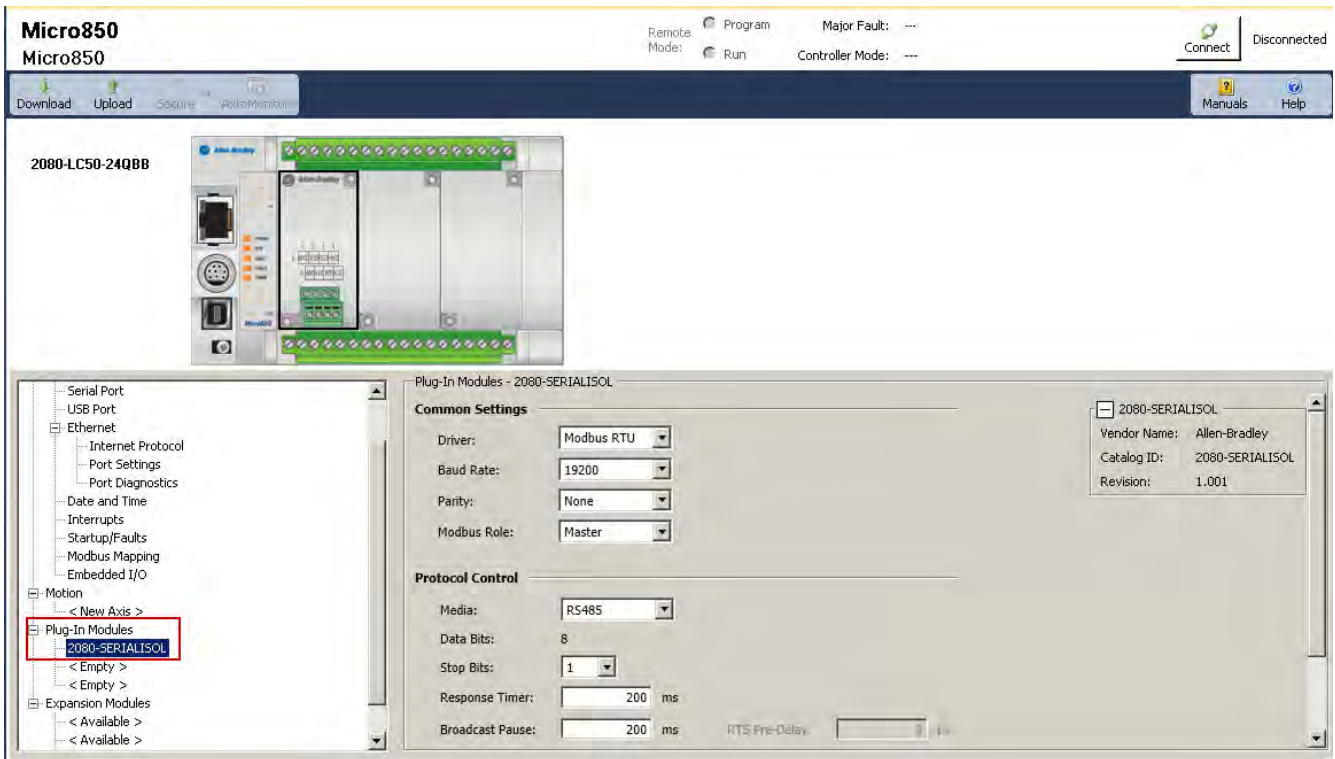 Micro850
Micro850
Remote Mode:
Program
Run
Major Fault: ---
Controller Mode: ---
Connect
Disconnected
Download
Upload
Secure
Manuals
Help
2080-LC50-24QBB
Allen-Bradley
Allen-Bradley
Micro850
Serial Port
USB Port
Ethernet
Internet Protocol
Port Settings
Port Diagnostics
Date and Time
Interrupts
Startup/Faults
Modbus Mapping
Embedded I/O
Motion
< New Axis >
Plug-In Modules
2080-SERIALISOL
< Empty >
< Empty >
Expansion Modules
< Available >
< Available >
Plug-In Modules - 2080-SERIALISOL
Common Settings
Driver: Modbus RTU
Baud Rate: 19200
Parity: None
Modbus Role: Master
Protocol Control
Media: RS485
Data Bits: 8
Stop Bits: 1
Response Timer: 200 ms
Broadcast Pause: 200 ms RTS Pre-Delay
2080-SERIALISOL
Vendor Name: Allen-Bradley
Catalog ID: 2080-SERIALISOL
Revision: 1.001